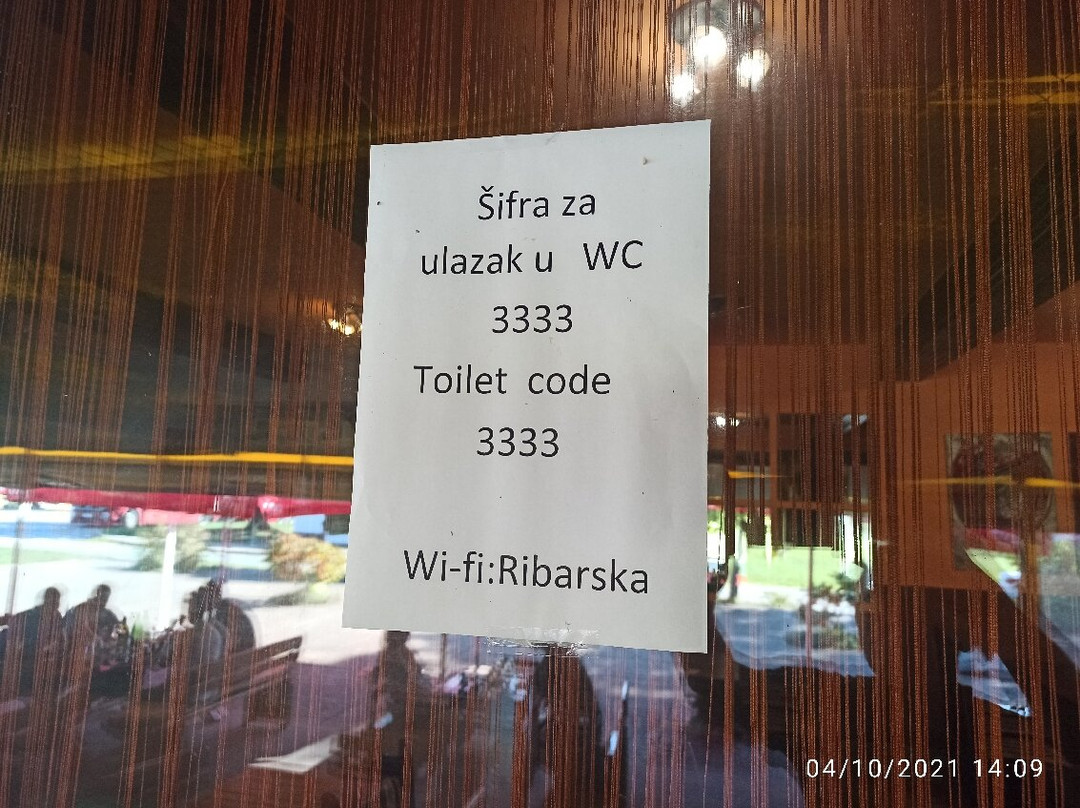 Šifra za
ulazak u WC
3333
Toilet code
3333
Wi-fi:Ribarska
04/10/2021 14:09